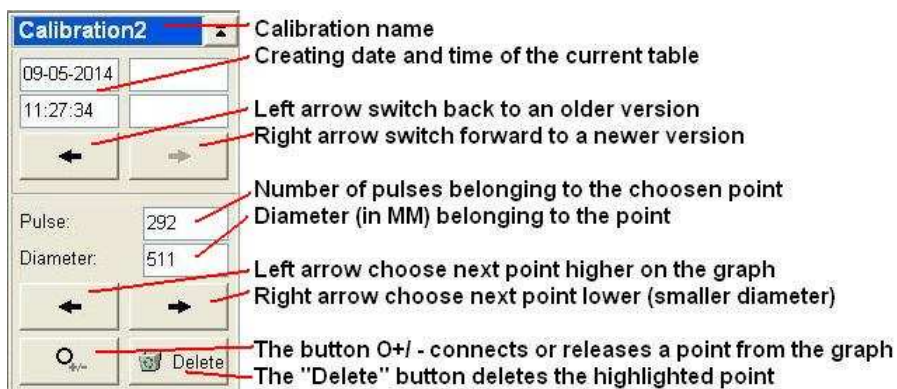 Calibration2 Calibration name
Creating date and time of the current table
09-05-2014
11:27:34 Left arrow switch back to an older version
Right arrow switch forward to a newer version
Number of pulses belonging to the choosen point
Pulse: 292 Diameter (in MM) belonging to the point
Diameter: 511
Left arrow choose next point higher on the graph
Right arrow choose next point lower (smaller diameter)
O+/- The button O+/ - connects or releases a point from the graph
Delete The "Delete" button deletes the highlighted point